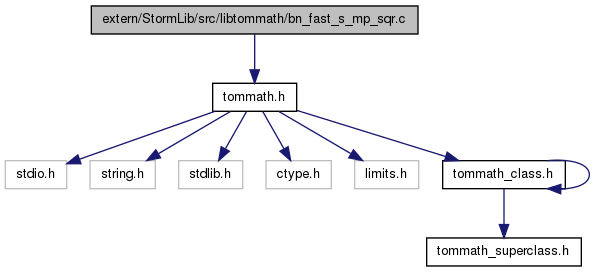 extern/StormLib/src/libtommath/bn_fast_s_mp_sqr.c
tommath.h
stdio.h
string.h
stdlib.h
ctype.h
limits.h
tommath_class.h
tommath_superclass.h